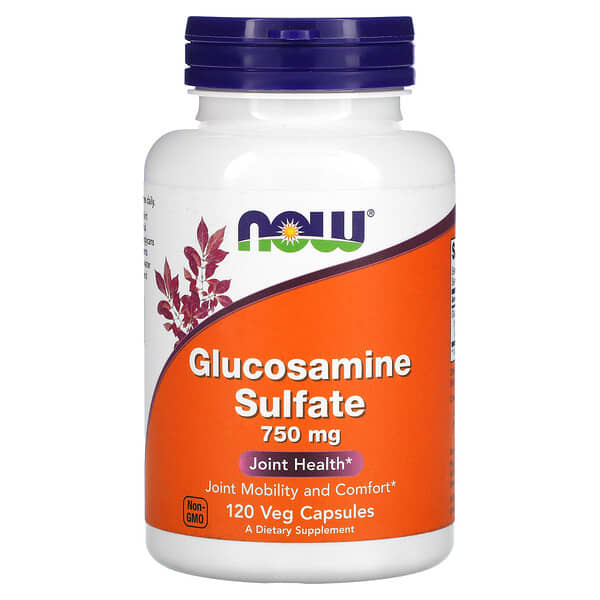 NOW®
Glucosamine
Sulfate
750 mg
Joint Health*
Joint Mobility and Comfort*
120 Veg Capsules
A Dietary Supplement
Non-
GMO